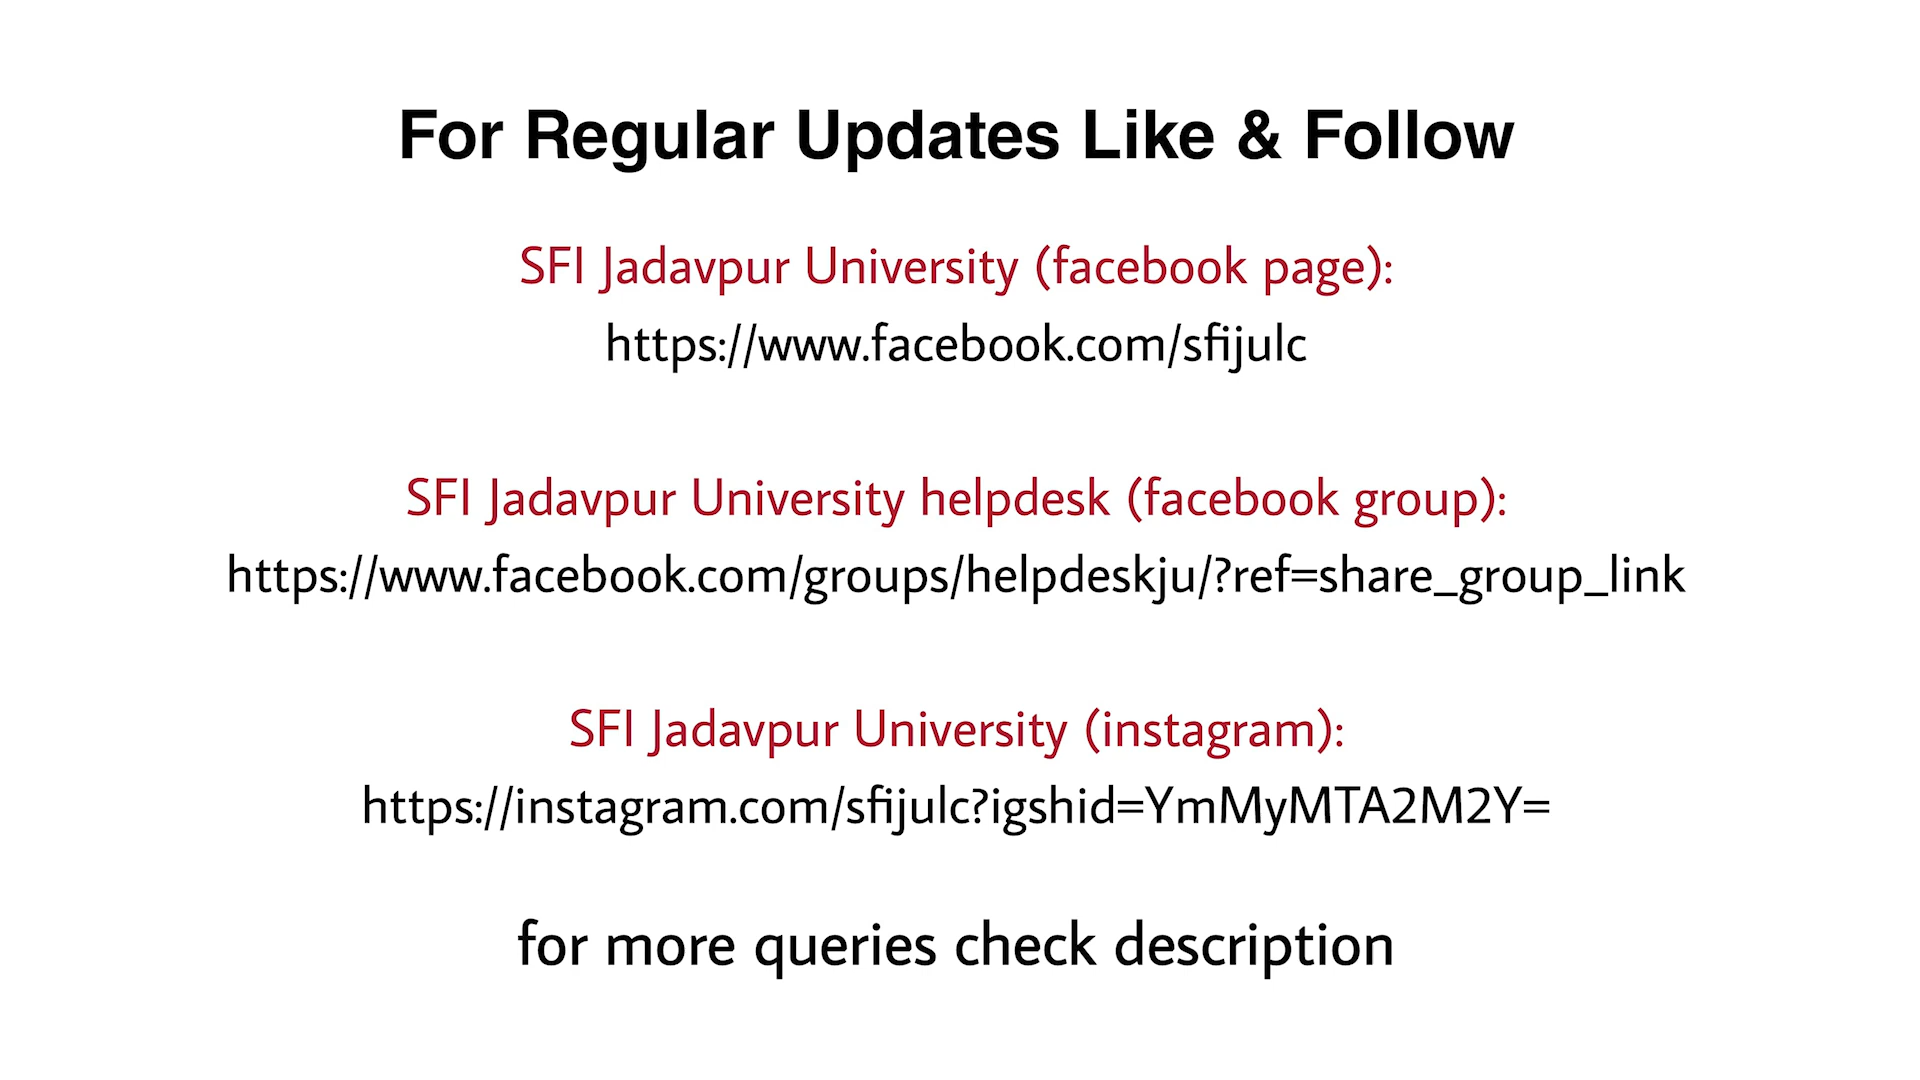 For Regular Updates Like & Follow
SFI Jadavpur University (facebook page):
https://www.facebook.com/sfijulc
SFI Jadavpur University helpdesk (facebook group):
https://www.facebook.com/groups/helpdeskju/?ref=share_group_link
SFI Jadavpur University (instagram):
https://instagram.com/sfijulc?igshid=YmMyMTA2M2Y=
for more queries check description